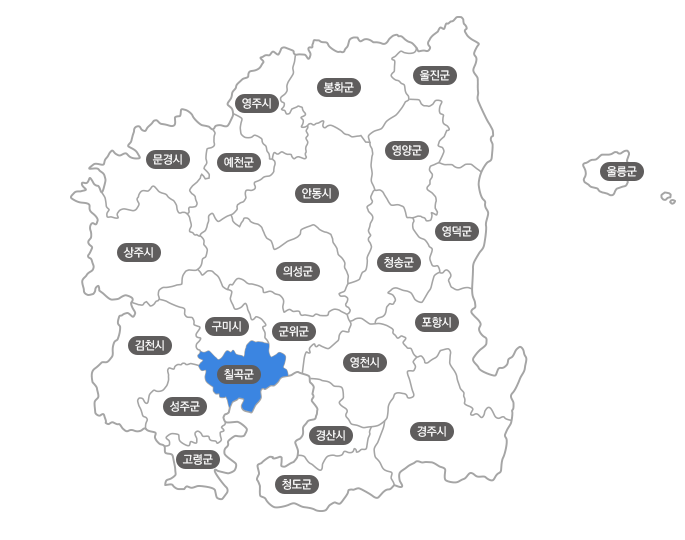 울진군
봉화군
영주시
영양군
문경시
예천군
울릉군
안동시
영덕군
상주시
청송군
의성군
포항시
구미시
군위군
김천시
영천시
칠곡군
성주군
경주시
경산시
고령군
청도군